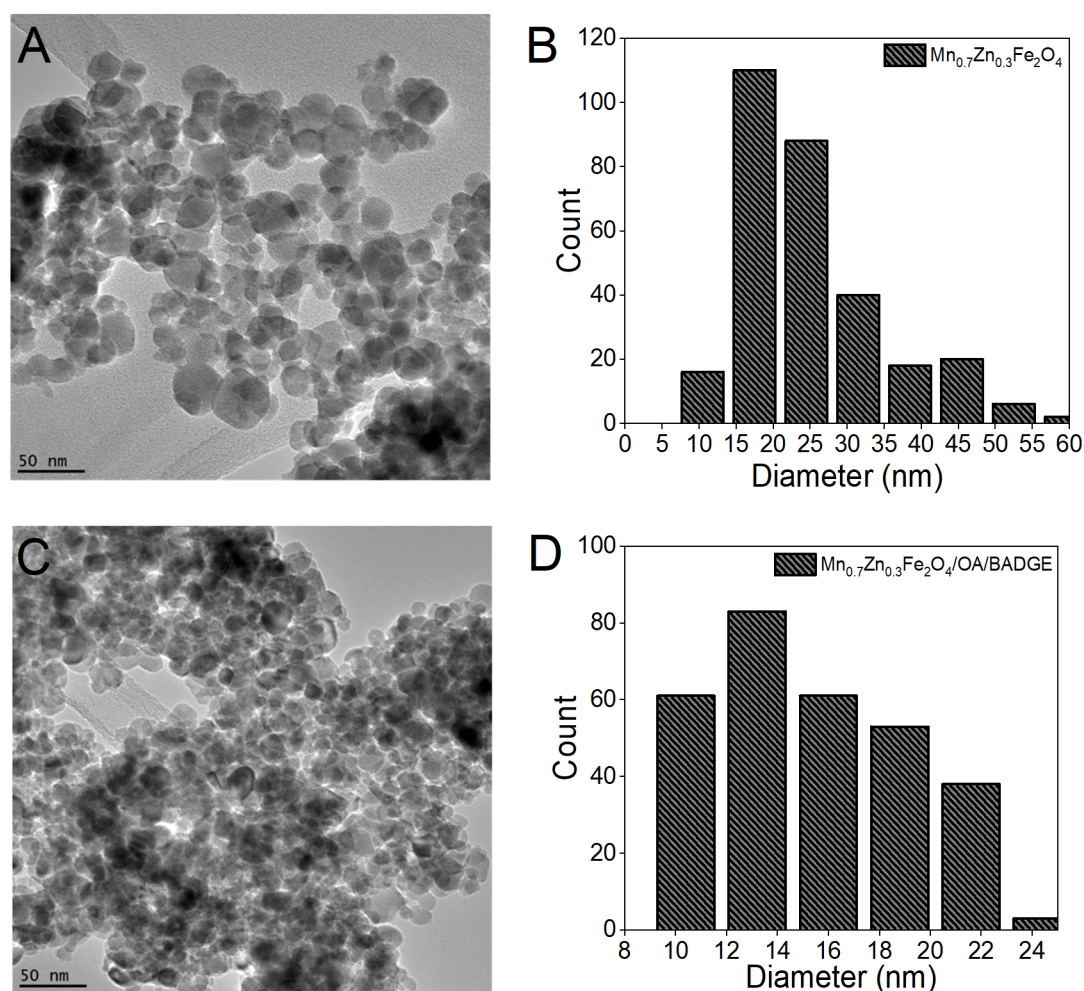 A
50 nm
B
120
100
80
60
40
20
0
Count
Mn0.7Zn0.3Fe2O4
0 5 10 15 20 25 30 35 40 45 50 55 60
Diameter (nm)
C
50 nm
D
100
80
60
40
20
0
Count
Mn0.7Zn0.3Fe2O4/OA/BADGE
8 10 12 14 16 18 20 22 24
Diameter (nm)